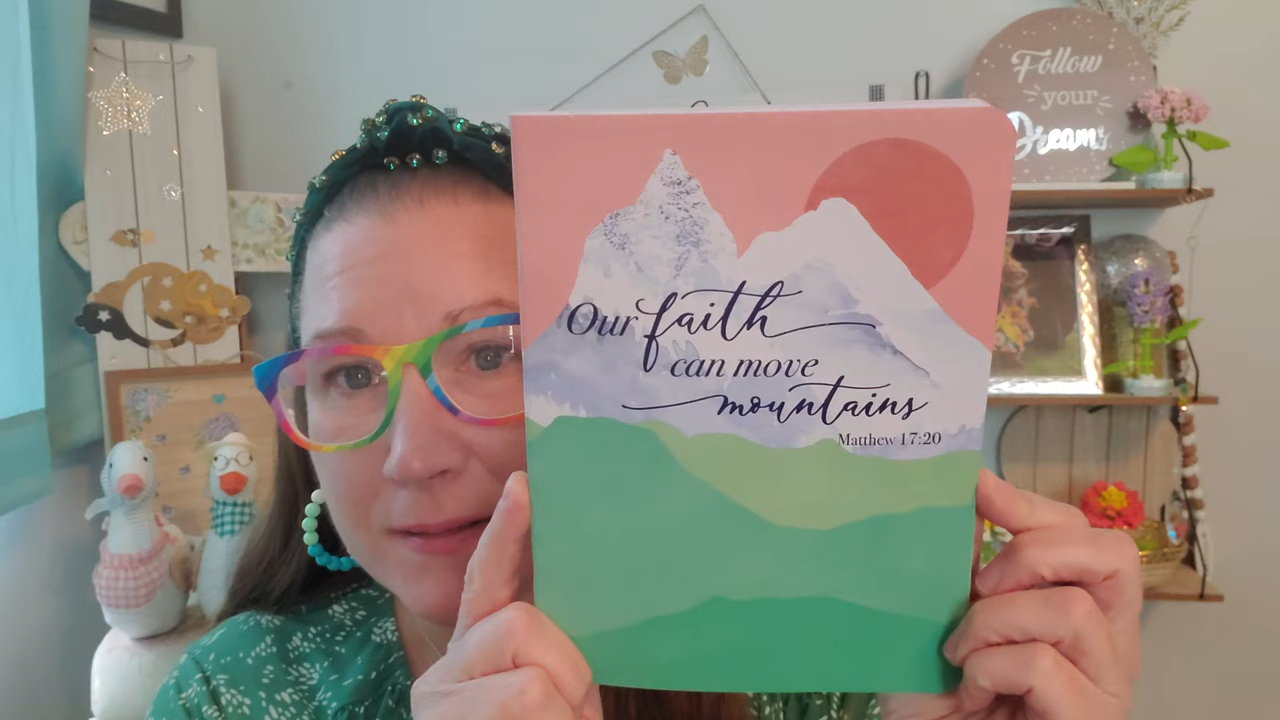 Follow
your
Dreams
Our faith
can move
mountains
Matthew 17:20